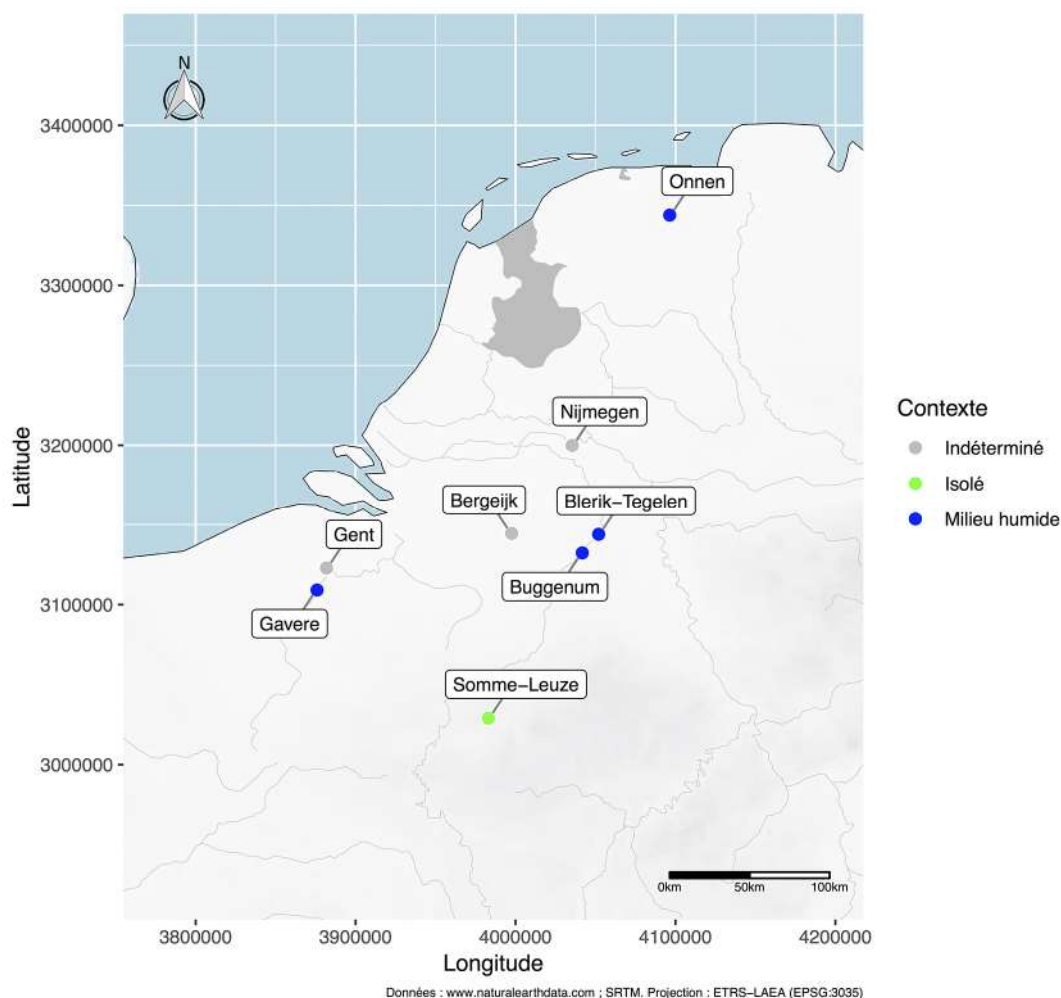 N
3400000
Onnen
3300000
Nijmegen
3200000
Latitude
Bergeijk
Blerik−Tegelen
Gent
Buggenum
3100000
Gavere
Somme−Leuze
3000000
0km 50km 100km
3800000 3900000 4000000 4100000 4200000
Longitude
Contexte
Indéterminé
Isolé
Milieu humide
Données : www.naturalearthdata.com ; SRTM. Projection : ETRS−LAEA (EPSG:3035)